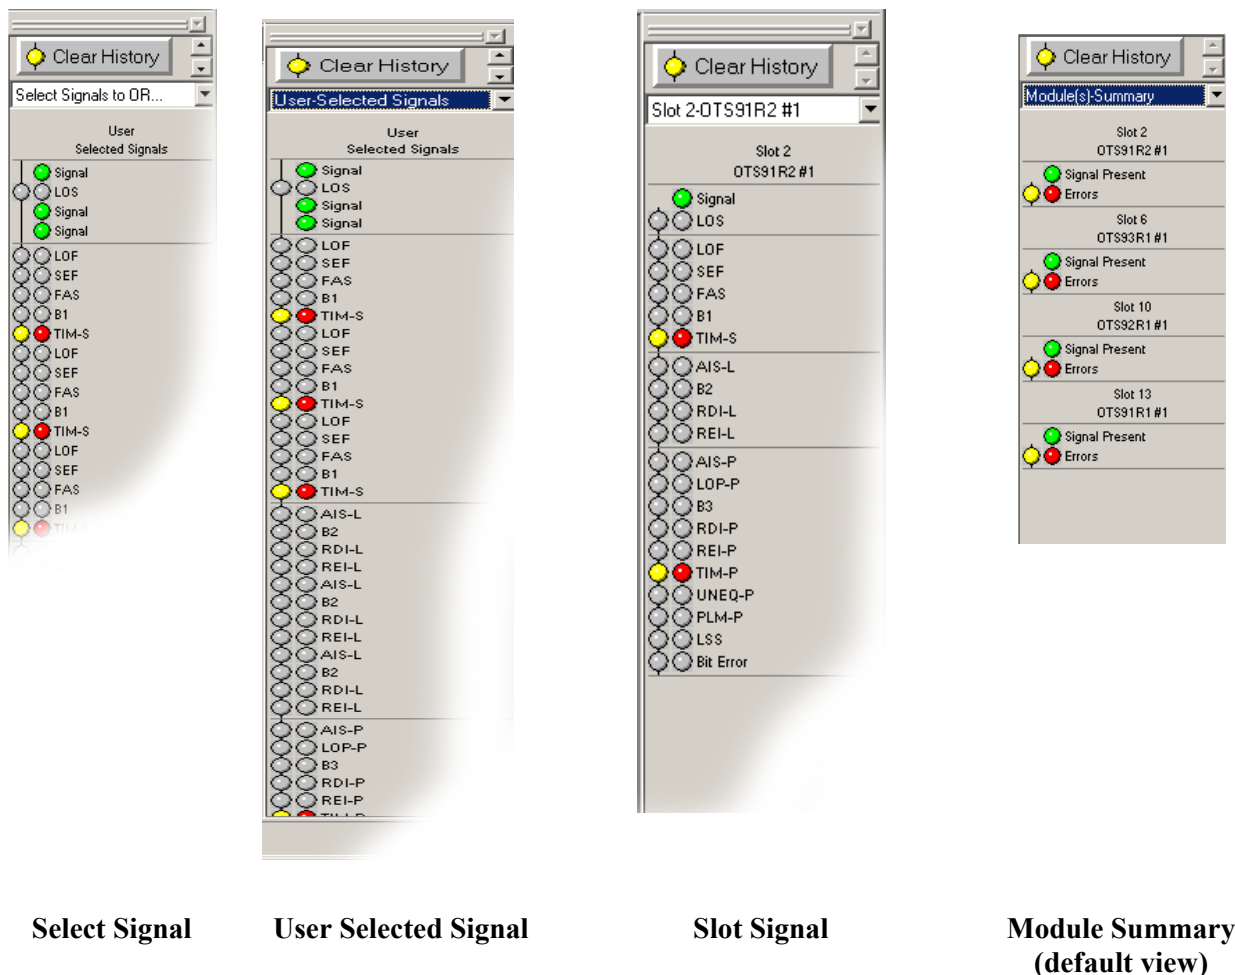 Clear History
Select Signals to OR...
User
Selected Signals
Signal
LOS
Signal
Signal
LOF
SEF
FAS
B1
TIM-S
LOF
SEF
FAS
B1
TIM-S
LOF
SEF
FAS
B1
TIM-S
Clear History
User-Selected Signals
User
Selected Signals
Signal
LOS
Signal
Signal
LOF
SEF
FAS
B1
TIM-S
LOF
SEF
FAS
B1
TIM-S
LOF
SEF
FAS
B1
TIM-S
AIS-L
B2
RDI-L
REI-L
AIS-L
B2
RDI-L
REI-L
AIS-L
B2
RDI-L
REI-L
AIS-P
LOP-P
B3
RDI-P
REI-P
Clear History
Slot 2-OTS91R2 #1
Slot 2
OTS91R2 #1
Signal
LOS
LOF
SEF
FAS
B1
TIM-S
AIS-L
B2
RDI-L
REI-L
AIS-P
LOP-P
B3
RDI-P
REI-P
TIM-P
UNEQ-P
PLM-P
LSS
Bit Error
Clear History
Module(s)-Summary
Slot 2
OTS91R2 #1
Signal Present
Errors
Slot 6
OTS93R1 #1
Signal Present
Errors
Slot 10
OTS92R1 #1
Signal Present
Errors
Slot 13
OTS91R1 #1
Signal Present
Errors
Select Signal
User Selected Signal
Slot Signal
Module Summary
(default view)